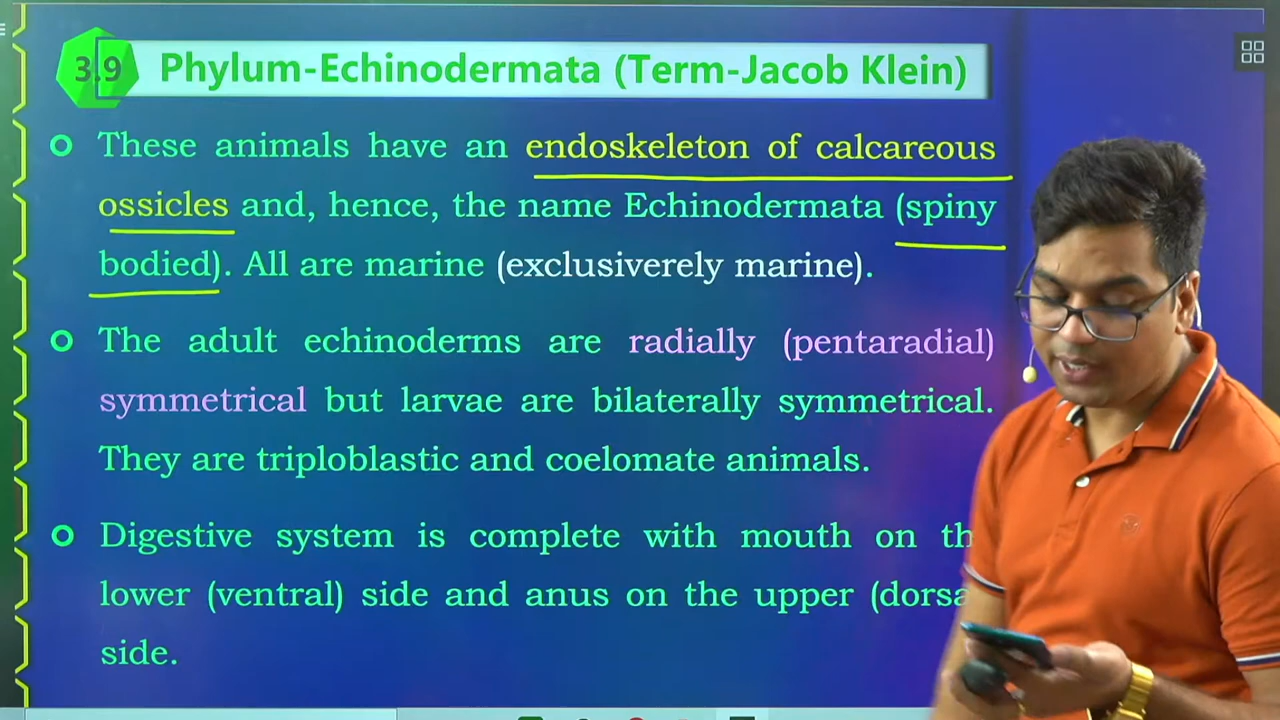 3.9 Phylum-Echinodermata (Term-Jacob Klein)
These animals have an endoskeleton of calcareous
ossicles and, hence, the name Echinodermata (spiny
bodied). All are marine (exclusiverely marine).
The adult echinoderms are radially (pentaradial)
symmetrical but larvae are bilaterally symmetrical.
They are triploblastic and coelomate animals.
Digestive system is complete with mouth on th
lower (ventral) side and anus on the upper (dorsa
side.